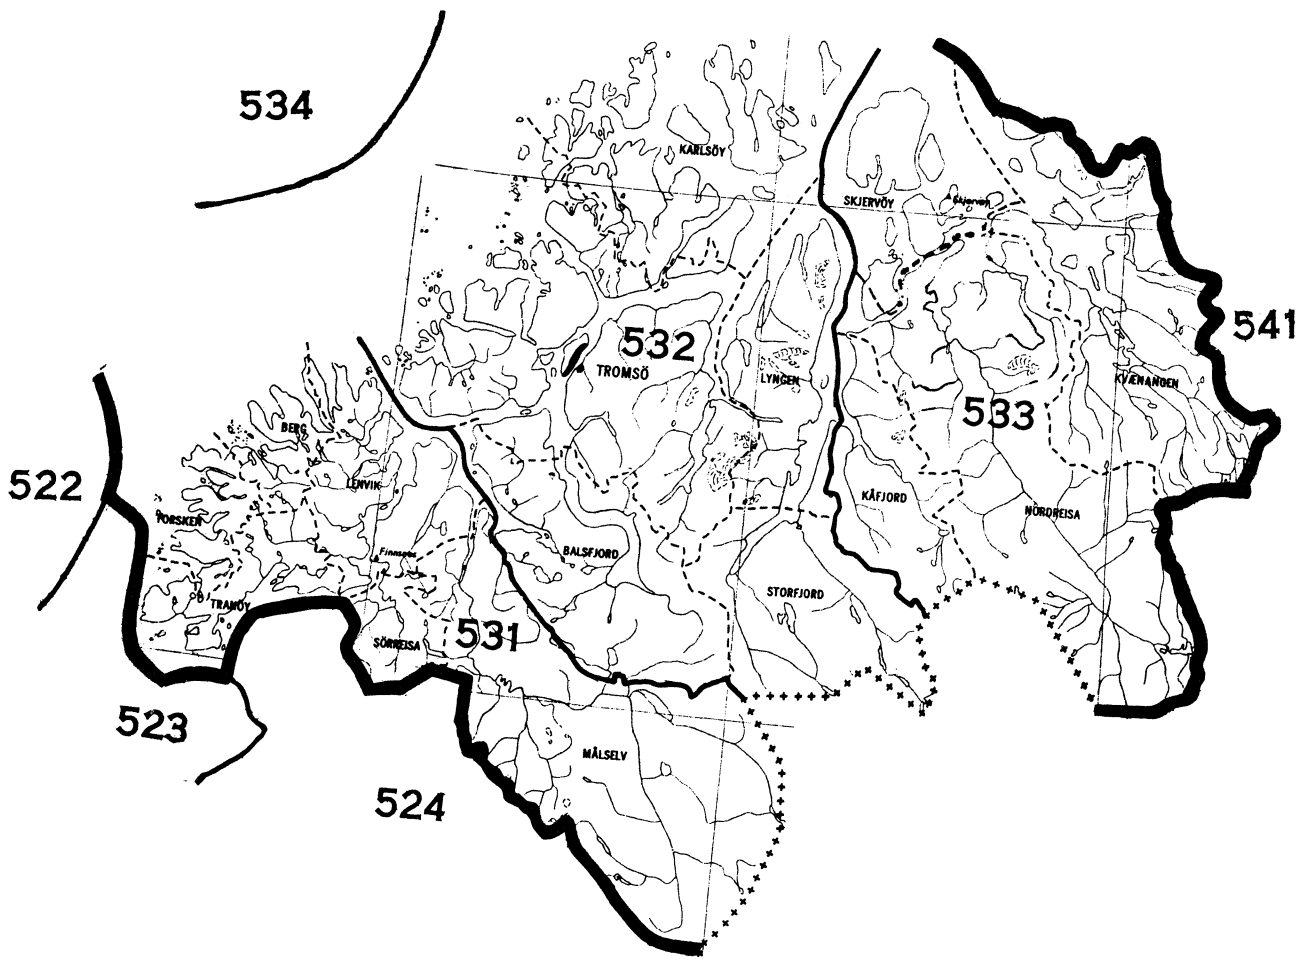 534
KARLSÖY
SKJERVÖY
Skjervöy
532
TROMSÖ
541
LYNGEN
KVÆNANGEN
533
BERG
522
LENVIK
KÅFJORD
NORDREISA
TORSKEN
Finnsnes
BALSFJORD
STORFJORD
TRANÖY
531
SÖRREISA
523
MÅLSELV
524